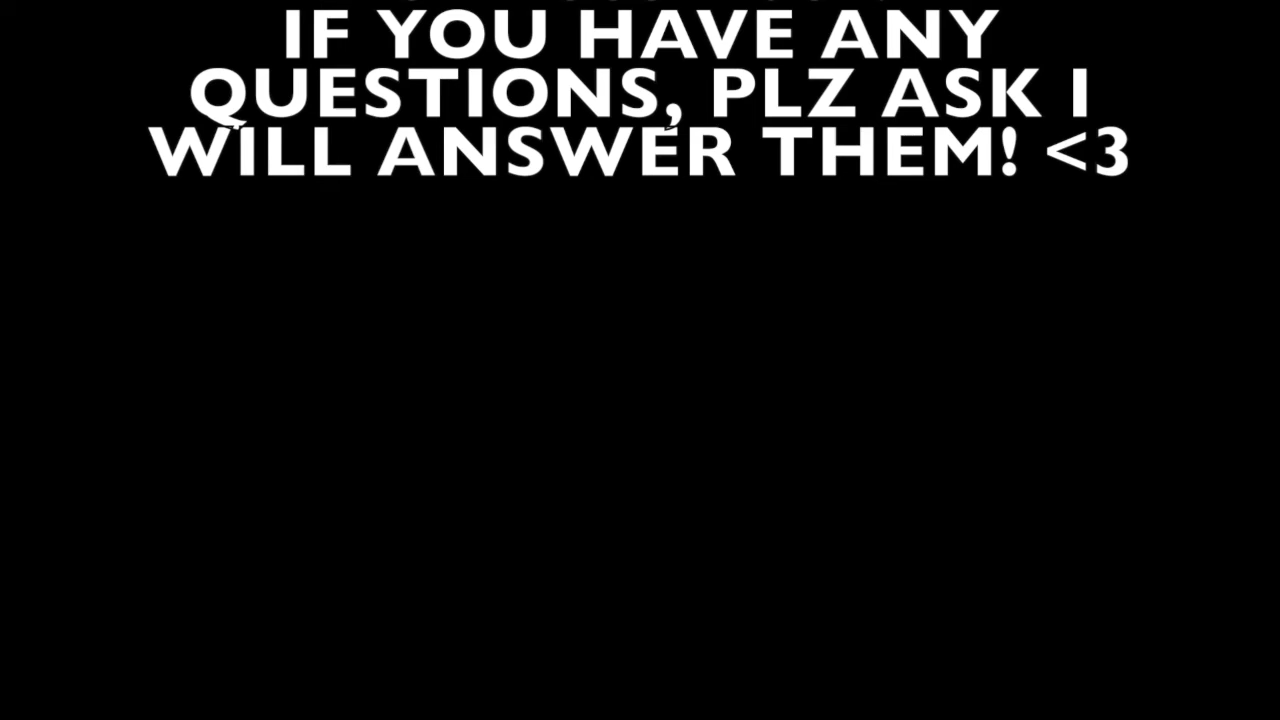 IF YOU HAVE ANY
QUESTIONS, PLZ ASK I
WILL ANSWER THEM! <3